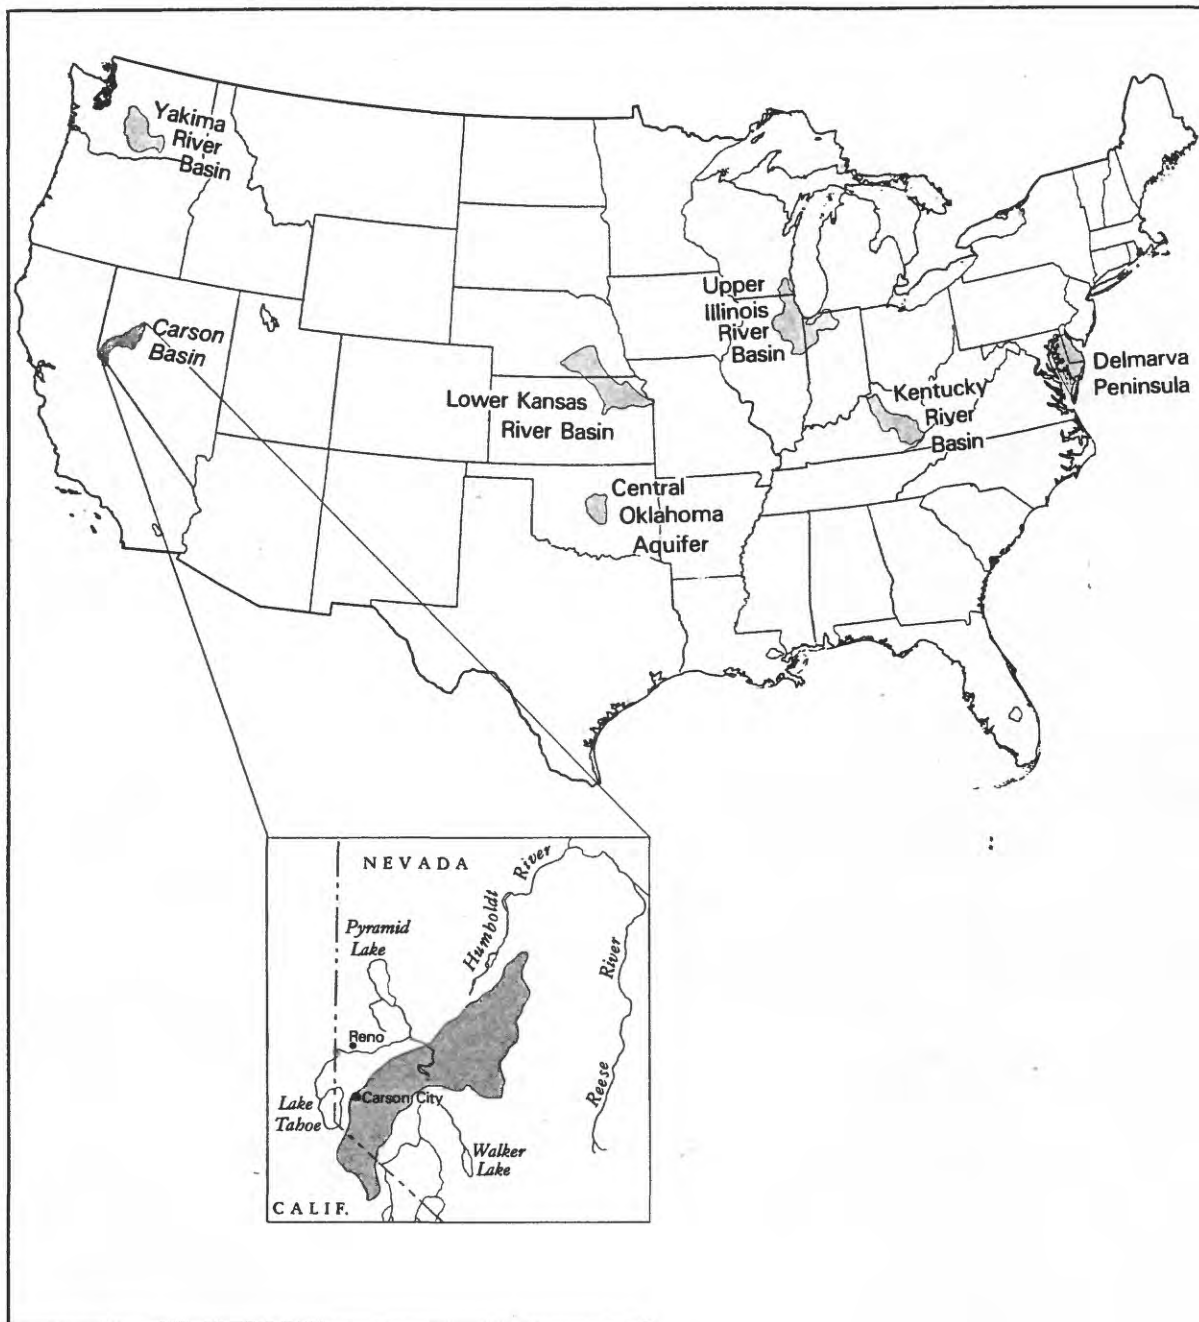 Yakima
River
Basin
Carson
Basin
Lower Kansas
River Basin
Upper
Illinois
River
Basin
Kentucky
River
Basin
Delmarva
Peninsula
Central
Oklahoma
Aquifer
NEVADA
Humboldt River
Pyramid
Lake
Reno
Carson City
Lake
Tahoe
Walker
Lake
Reese River
CALIF.